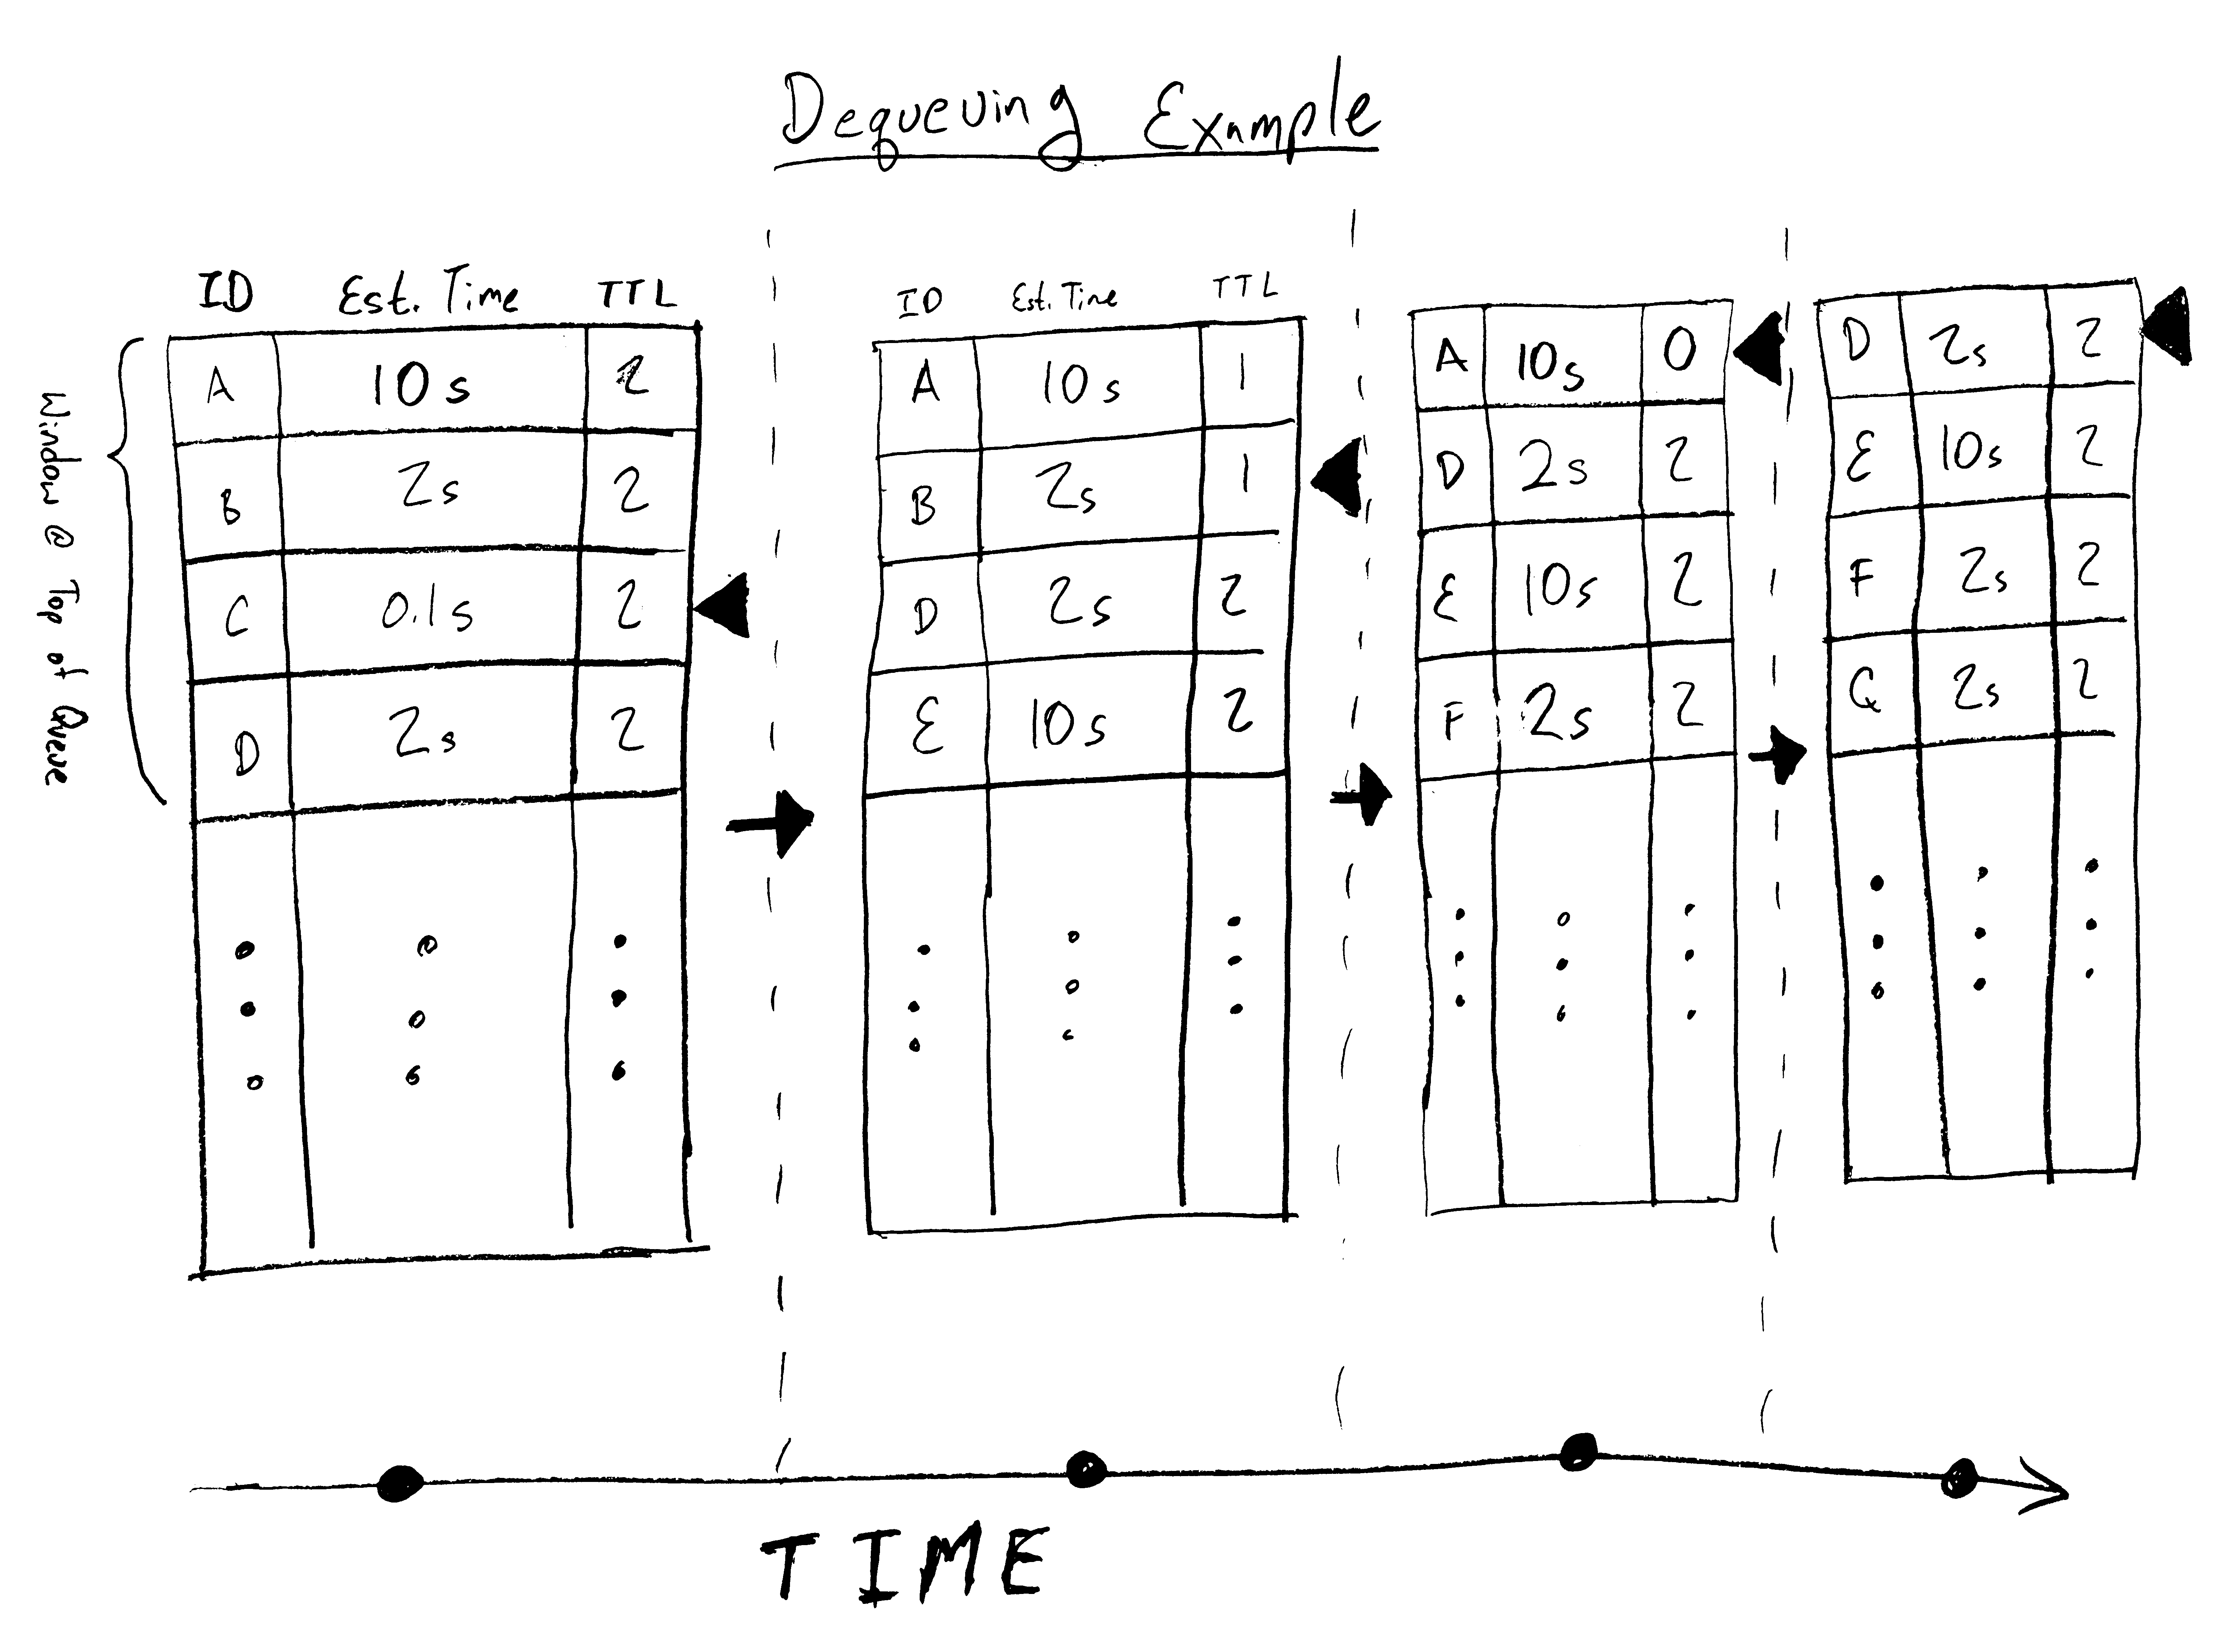 Dequeuing Example
ID Est. Time TTL
A 10s 2
B 2s 2
C 0.1s 2
D 2s 2
Window @ Top of Queue
ID Est. Time TTL
A 10s 1
B 2s 1
D 2s 2
E 10s 2
A 10s 0
D 2s 2
E 10s 2
F 2s 2
D 2s 2
E 10s 2
F 2s 2
G 2s 2
TIME